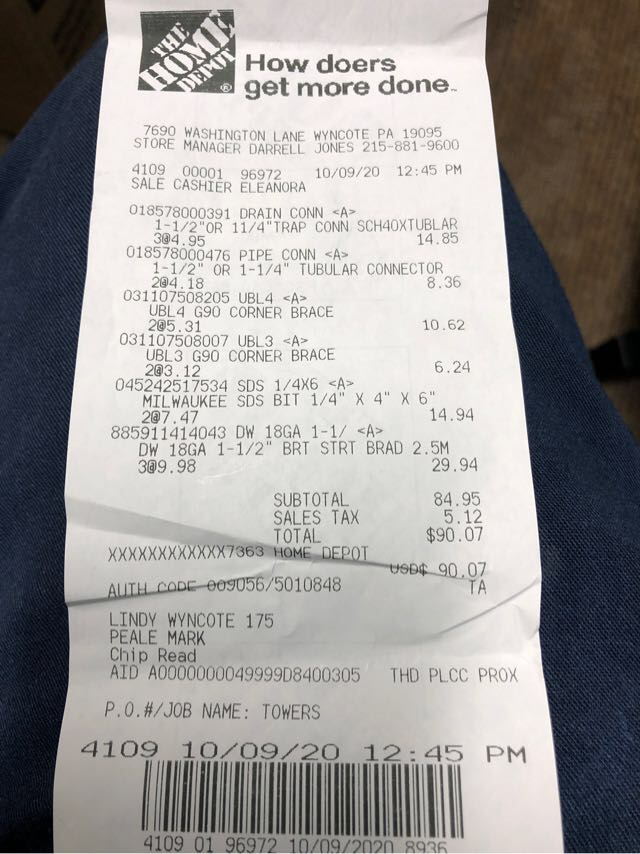 THE
HOME
DEPOT
®
How doers
get more done™
7690 WASHINGTON LANE WYNCOTE PA 19095
STORE MANAGER DARRELL JONES 215-881-9600
4109 00001 96972 10/09/20 12:45 PM
SALE CASHIER ELEANORA
018578000391 DRAIN CONN <A>
1-1/2"OR 11/4"TRAP CONN SCH40XTUBLAR
3@4.95 14.85
018578000476 PIPE CONN <A>
1-1/2" OR 1-1/4" TUBULAR CONNECTOR
2@4.18 8.36
031107508205 UBL4 <A>
UBL4 G90 CORNER BRACE
2@5.31 10.62
031107508007 UBL3 <A>
UBL3 G90 CORNER BRACE
2@3.12 6.24
045242517534 SDS 1/4X6 <A>
MILWAUKEE SDS BIT 1/4" X 4" X 6"
2@7.47 14.94
885911414043 DW 18GA 1-1/ <A>
DW 18GA 1-1/2" BRT STRT BRAD 2.5M
3@9.98 29.94
SUBTOTAL 84.95
SALES TAX 5.12
TOTAL $90.07
XXXXXXXXXXXX7363 HOME DEPOT
USD$ 90.07
AUTH CODE 009056/5010848 TA
LINDY WYNCOTE 175
PEALE MARK
Chip Read
AID A0000000049999D8400305 THD PLCC PROX
P.O.#/JOB NAME: TOWERS
4109 10/09/20 12:45 PM
4109 01 96972 10/09/2020 8936